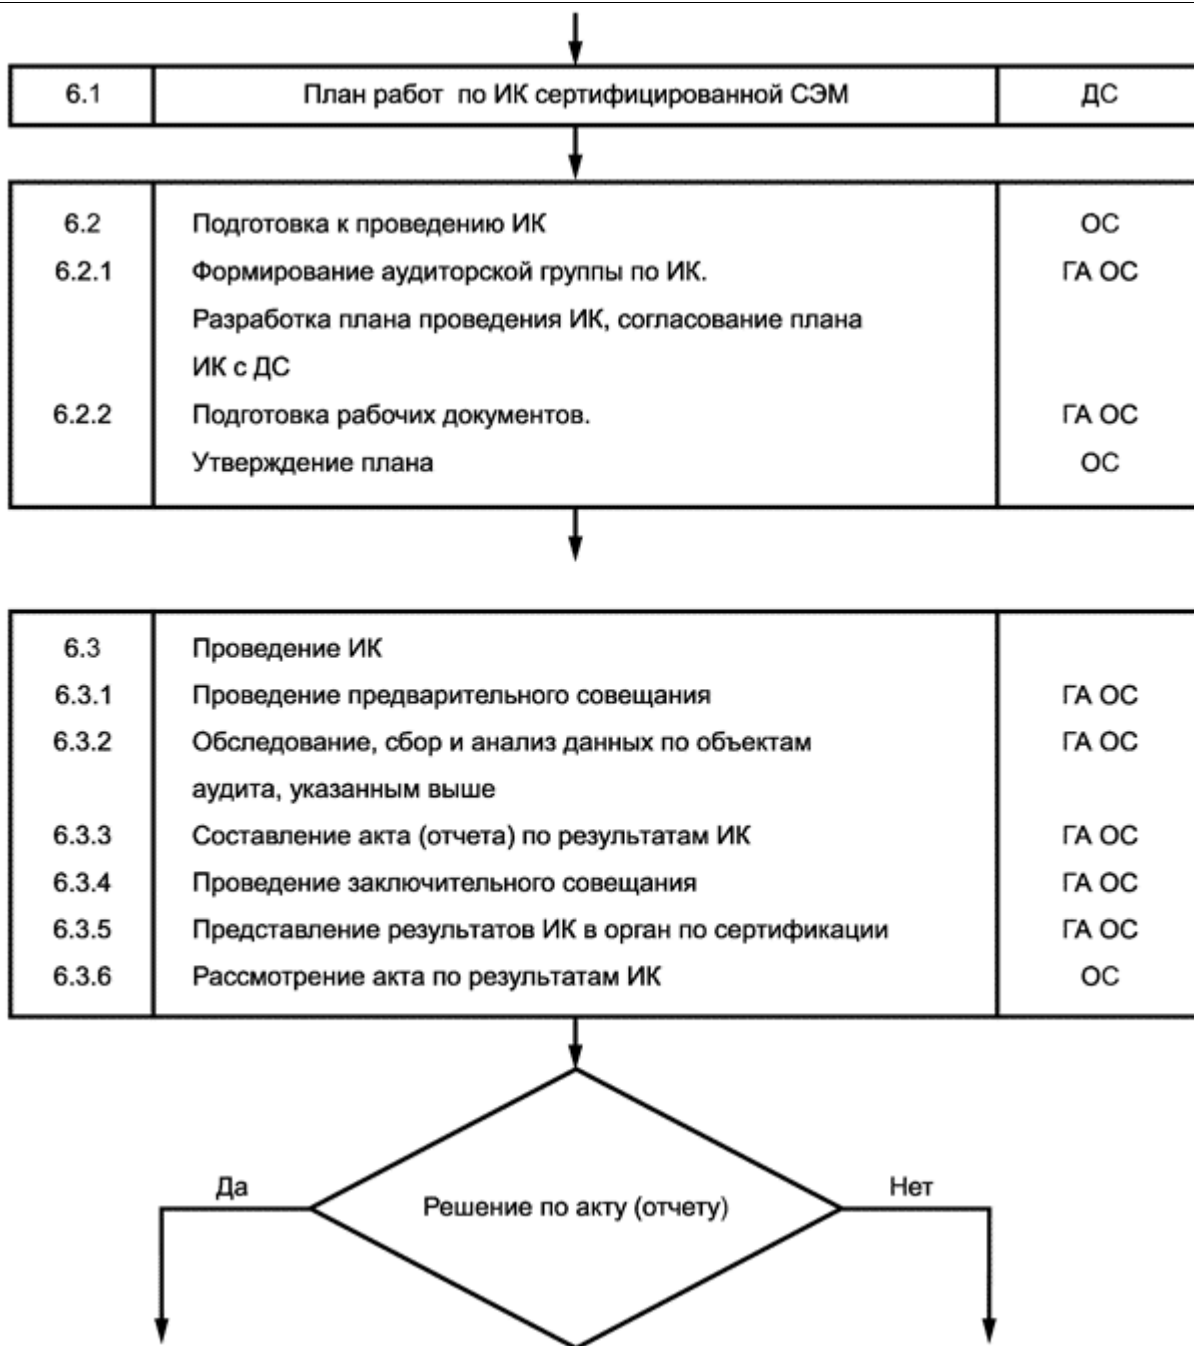 6.1 План работ по ИК сертифицированной СЭМ ДС
6.2 Подготовка к проведению ИК ОС
6.2.1 Формирование аудиторской группы по ИК. ГА ОС
Разработка плана проведения ИК, согласование плана
ИК с ДС
6.2.2 Подготовка рабочих документов. ГА ОС
Утверждение плана ОС
6.3 Проведение ИК
6.3.1 Проведение предварительного совещания ГА ОС
6.3.2 Обследование, сбор и анализ данных по объектам ГА ОС
аудита, указанным выше
6.3.3 Составление акта (отчета) по результатам ИК ГА ОС
6.3.4 Проведение заключительного совещания ГА ОС
6.3.5 Представление результатов ИК в орган по сертификации ГА ОС
6.3.6 Рассмотрение акта по результатам ИК ОС
Да Нет
Решение по акту (отчету)